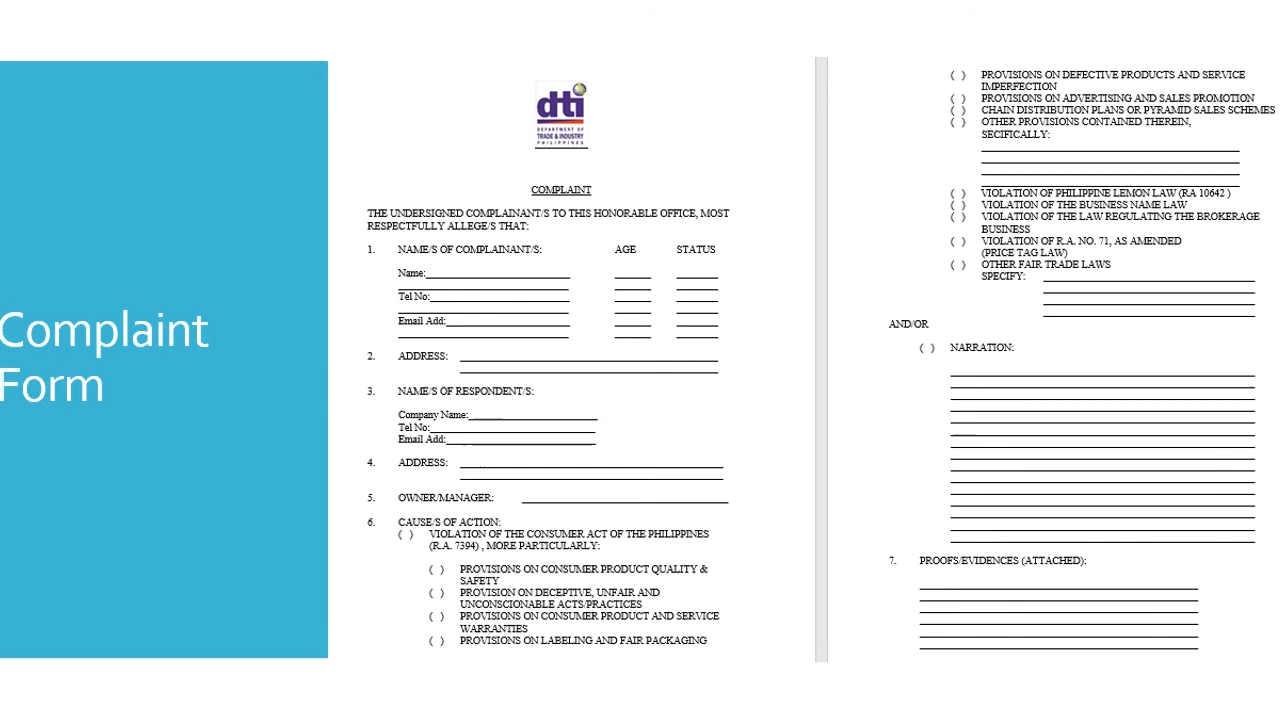 Complaint
Form
dti
DEPARTMENT OF
TRADE & INDUSTRY
PHILIPPINES
COMPLAINT
THE UNDERSIGNED COMPLAINANT/S TO THIS HONORABLE OFFICE, MOST
RESPECTFULLY ALLEGE/S THAT:
1. NAME/S OF COMPLAINANT/S: AGE STATUS
Name:
Tel No:
Email Add:
2. ADDRESS:
3. NAME/S OF RESPONDENT/S:
Company Name:
Tel No:
Email Add:
4. ADDRESS:
5. OWNER/MANAGER:
6. CAUSE/S OF ACTION:
( ) VIOLATION OF THE CONSUMER ACT OF THE PHILIPPINES
(R.A. 7394) , MORE PARTICULARLY:
( ) PROVISIONS ON CONSUMER PRODUCT QUALITY &
SAFETY
( ) PROVISION ON DECEPTIVE, UNFAIR AND
UNCONSCIONABLE ACTS/PRACTICES
( ) PROVISIONS ON CONSUMER PRODUCT AND SERVICE
WARRANTIES
( ) PROVISIONS ON LABELING AND FAIR PACKAGING
( ) PROVISIONS ON DEFECTIVE PRODUCTS AND SERVICE
IMPERFECTION
( ) PROVISIONS ON ADVERTISING AND SALES PROMOTION
( ) CHAIN DISTRIBUTION PLANS OR PYRAMID SALES SCHEMES
( ) OTHER PROVISIONS CONTAINED THEREIN,
SECIFICALLY:
( ) VIOLATION OF PHILIPPINE LEMON LAW (RA 10642 )
( ) VIOLATION OF THE BUSINESS NAME LAW
( ) VIOLATION OF THE LAW REGULATING THE BROKERAGE
BUSINESS
( ) VIOLATION OF R.A. NO. 71, AS AMENDED
(PRICE TAG LAW)
( ) OTHER FAIR TRADE LAWS
SPECIFY:
AND/OR
( ) NARRATION:
7. PROOFS/EVIDENCES (ATTACHED):